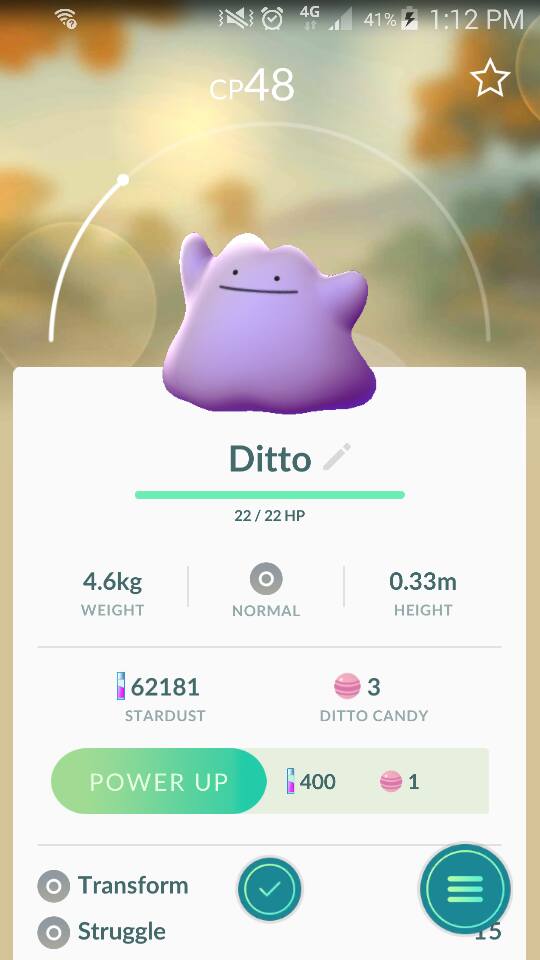 4G 41% 1:12 PM
CP48
Ditto
22 / 22 HP
4.6kg
WEIGHT
NORMAL
0.33m
HEIGHT
62181
STARDUST
3
DITTO CANDY
POWER UP 400 1
Transform
Struggle 15